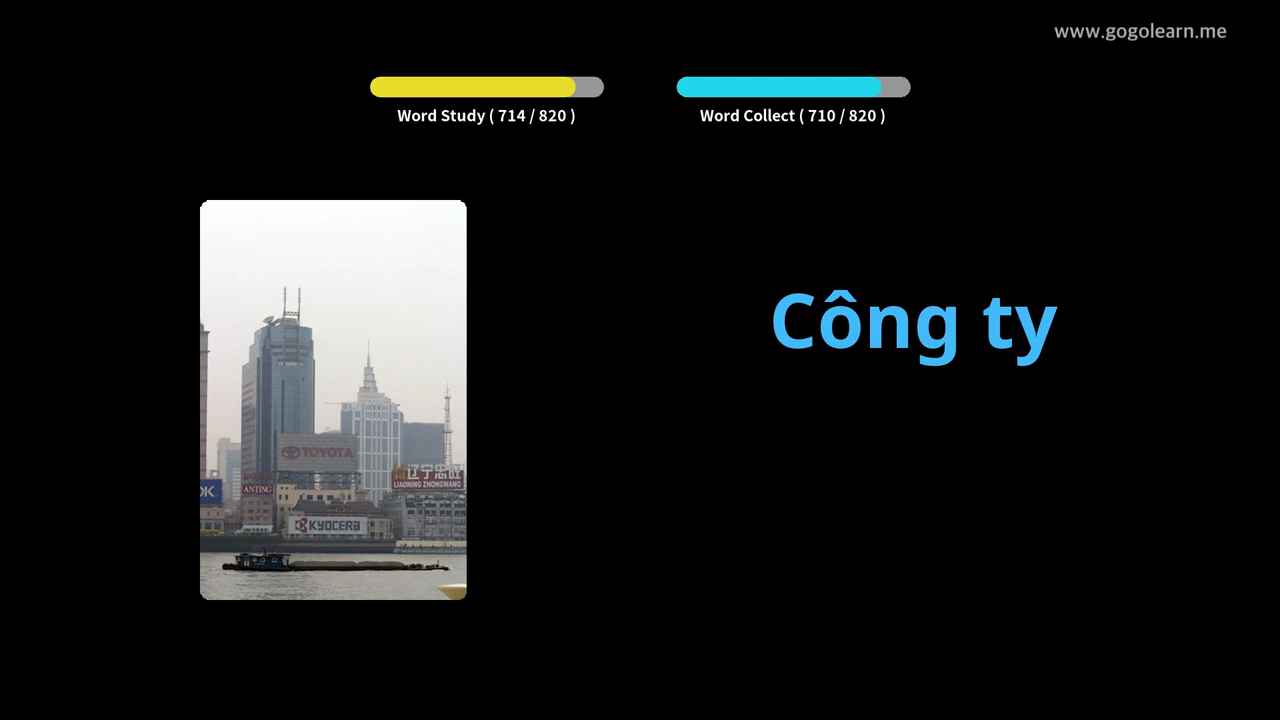 www.gogolearn.me
Word Study ( 714 / 820 )
Word Collect ( 710 / 820 )
Công ty
TOYOTA
辽宁忠旺
LIAONING ZHONGWANG
OK
ANTING
KYOCERA